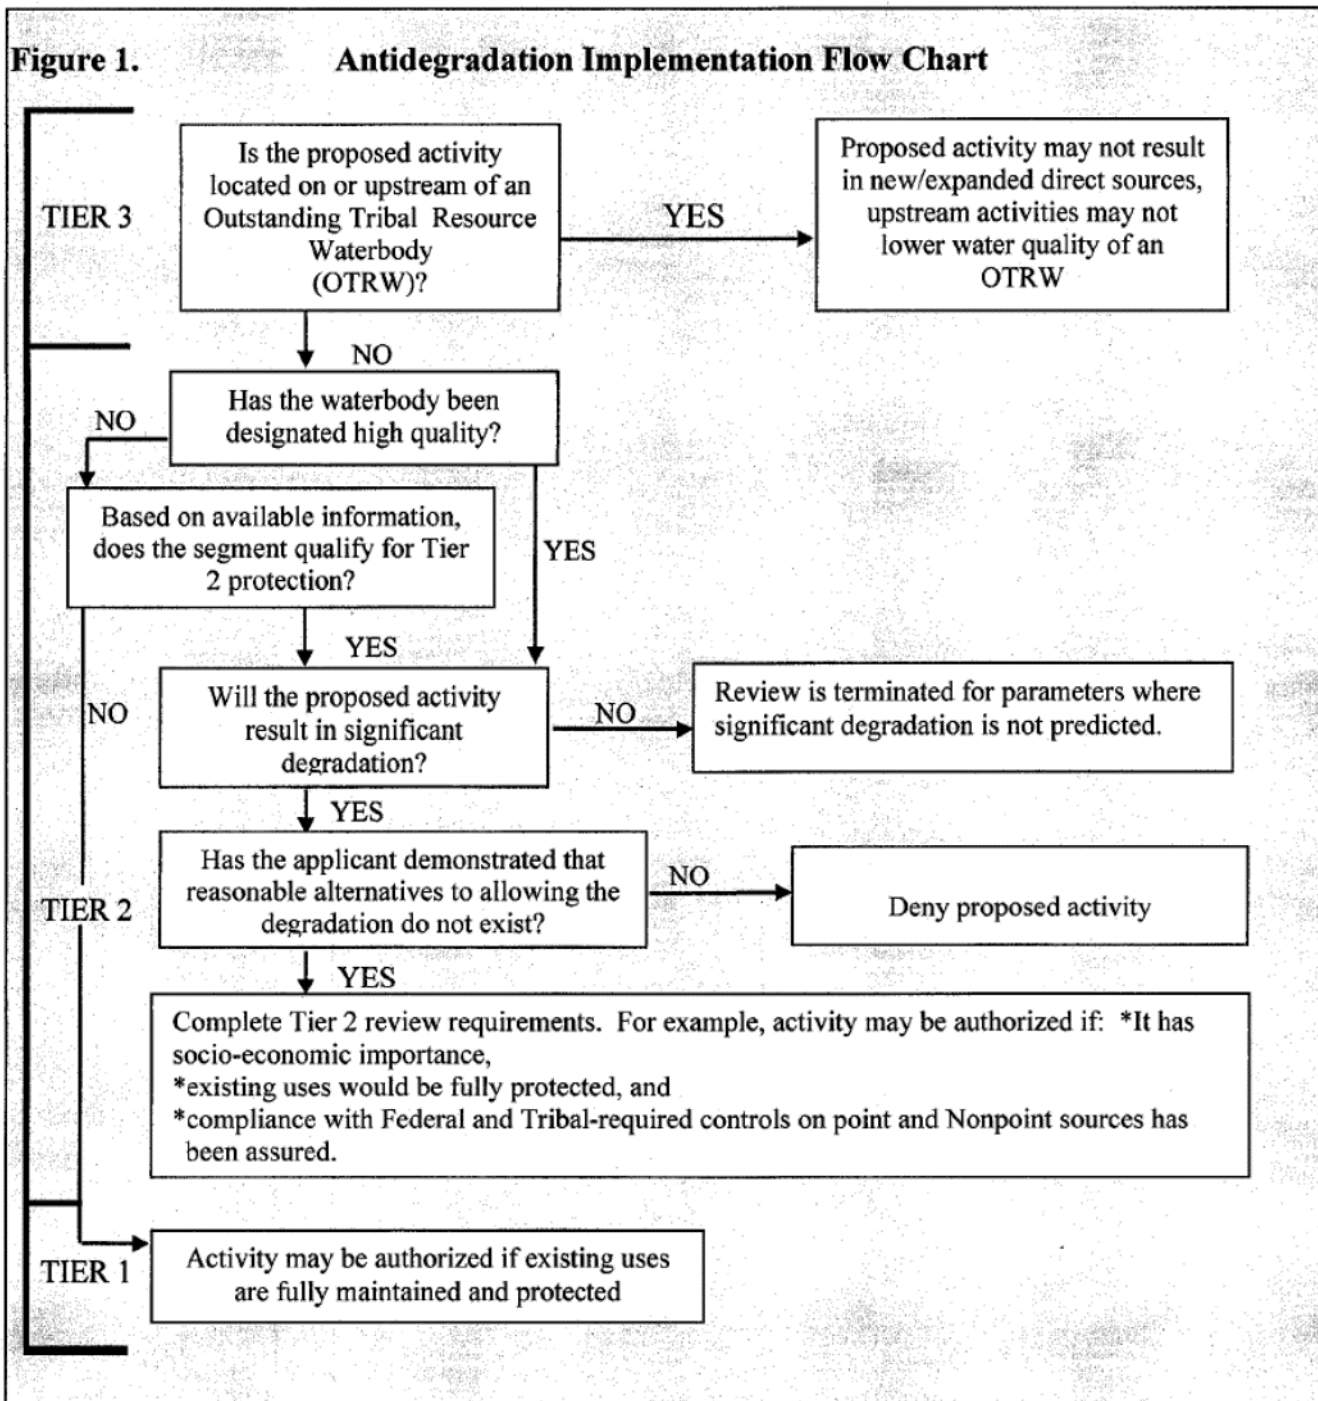 Figure 1.
Antidegradation Implementation Flow Chart
TIER 3
Is the proposed activity
located on or upstream of an
Outstanding Tribal Resource
Waterbody
(OTRW)?
YES
Proposed activity may not result
in new/expanded direct sources,
upstream activities may not
lower water quality of an
OTRW
NO
Has the waterbody been
designated high quality?
NO
Based on available information,
does the segment qualify for Tier
2 protection?
YES
YES
NO
Will the proposed activity
result in significant
degradation?
NO
Review is terminated for parameters where
significant degradation is not predicted.
YES
TIER 2
Has the applicant demonstrated that
reasonable alternatives to allowing the
degradation do not exist?
NO
Deny proposed activity
YES
Complete Tier 2 review requirements. For example, activity may be authorized if: *It has
socio-economic importance,
*existing uses would be fully protected, and
*compliance with Federal and Tribal-required controls on point and Nonpoint sources has
been assured.
TIER 1
Activity may be authorized if existing uses
are fully maintained and protected